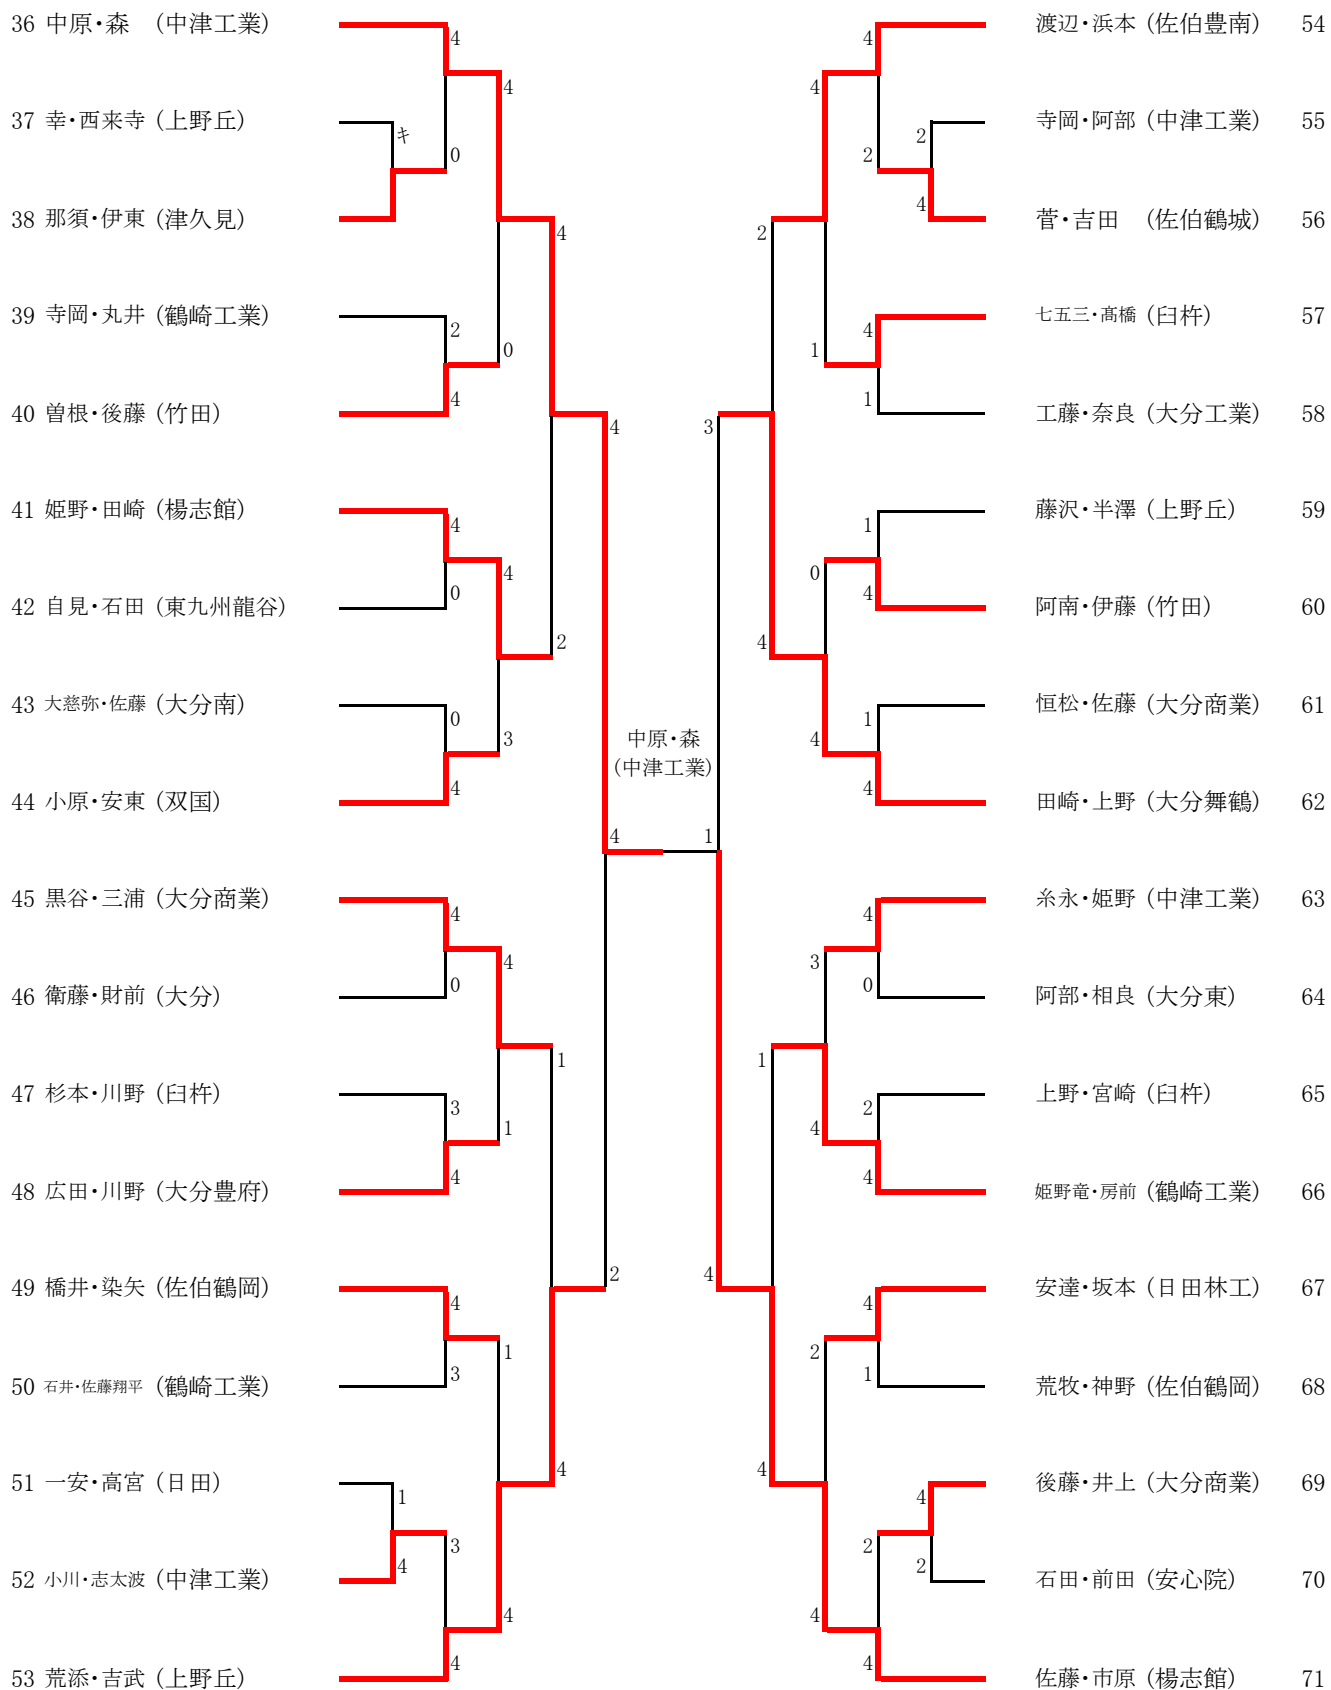 36 中原・森 (中津工業)
37 幸・西来寺 (上野丘)
38 那須・伊東 (津久見)
39 寺岡・丸井 (鶴崎工業)
40 曽根・後藤 (竹田)
41 姫野・田崎 (楊志館)
42 自見・石田 (東九州龍谷)
43 大慈弥・佐藤 (大分南)
44 小原・安東 (双国)
45 黒谷・三浦 (大分商業)
46 衛藤・財前 (大分)
47 杉本・川野 (臼杵)
48 広田・川野 (大分豊府)
49 橋井・染矢 (佐伯鶴岡)
50 石井・佐藤翔平 (鶴崎工業)
51 一安・高宮 (日田)
52 小川・志太波 (中津工業)
53 荒添・吉武 (上野丘)
4
キ
0
4
2
4
0
4
4
0
4
0
4
3
2
4
4
0
4
3
4
1
1
4
3
1
1
4
3
4
4
4
2
4
中原・森
(中津工業)
1
3
4
4
4
2
2
4
4
1
1
2
1
4
0
1
4
4
4
4
0
3
2
4
4
1
4
1
2
4
2
2
4
4
4
渡辺・浜本 (佐伯豊南) 54
寺岡・阿部 (中津工業) 55
菅・吉田 (佐伯鶴城) 56
七五三・髙橋 (臼杵) 57
工藤・奈良 (大分工業) 58
藤沢・半澤 (上野丘) 59
阿南・伊藤 (竹田) 60
恒松・佐藤 (大分商業) 61
田崎・上野 (大分舞鶴) 62
糸永・姫野 (中津工業) 63
阿部・相良 (大分東) 64
上野・宮崎 (臼杵) 65
姫野竜・房前 (鶴崎工業) 66
安達・坂本 (日田林工) 67
荒牧・神野 (佐伯鶴岡) 68
後藤・井上 (大分商業) 69
石田・前田 (安心院) 70
佐藤・市原 (楊志館) 71